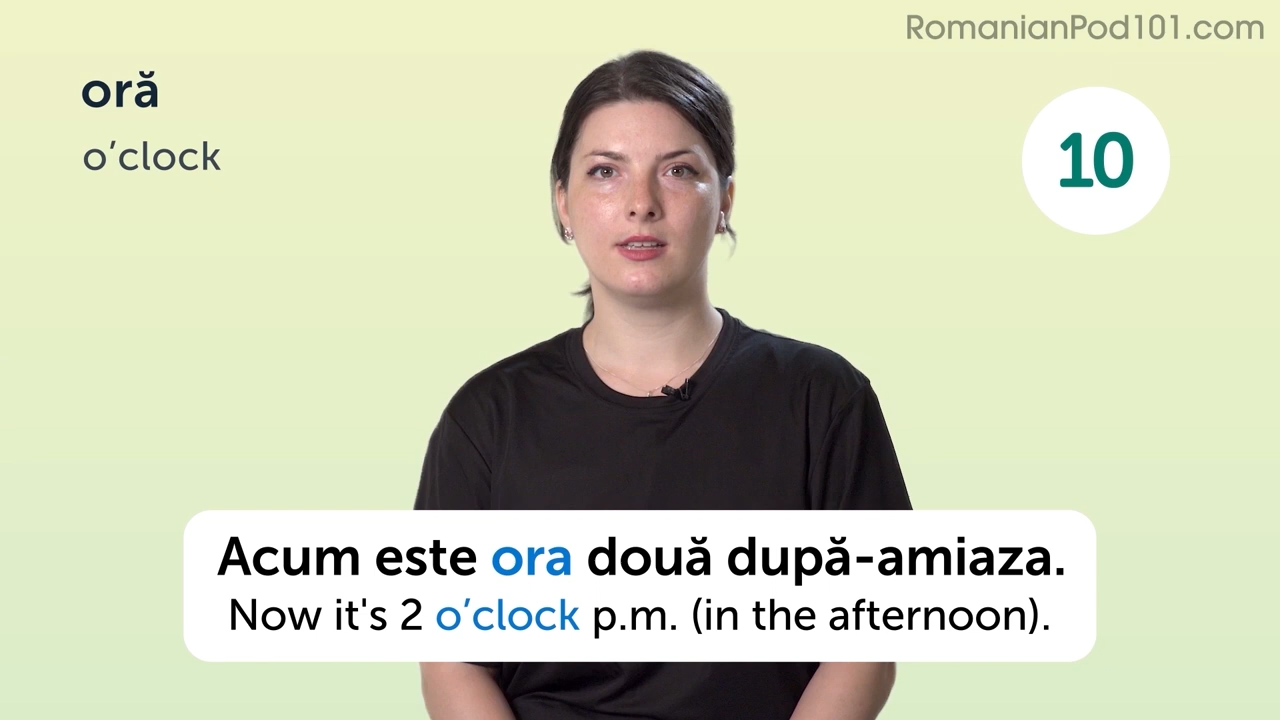 RomanianPod101.com
oră
o’clock
10
Acum este ora două după-amiaza.
Now it's 2 o’clock p.m. (in the afternoon).